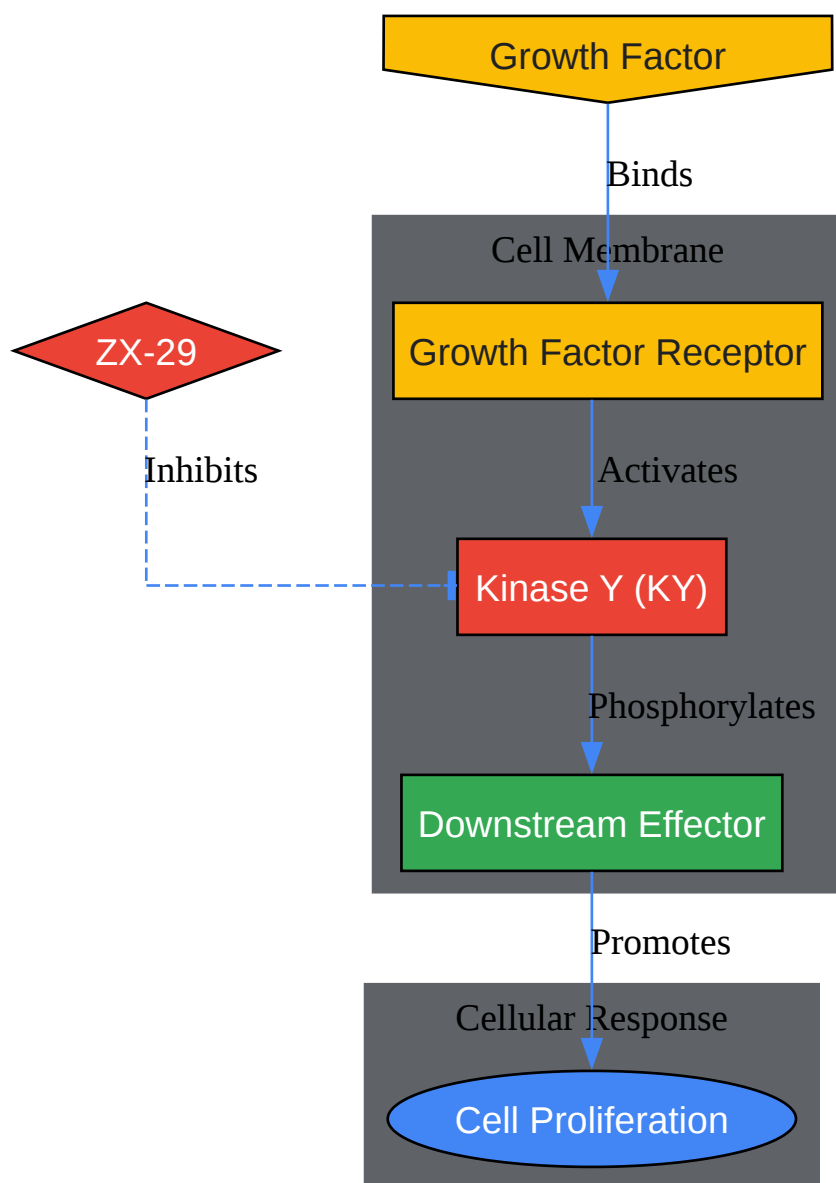 Growth Factor
Binds
Cell Membrane
Growth Factor Receptor
ZX-29
Inhibits
Activates
Kinase Y (KY)
Phosphorylates
Downstream Effector
Promotes
Cellular Response
Cell Proliferation